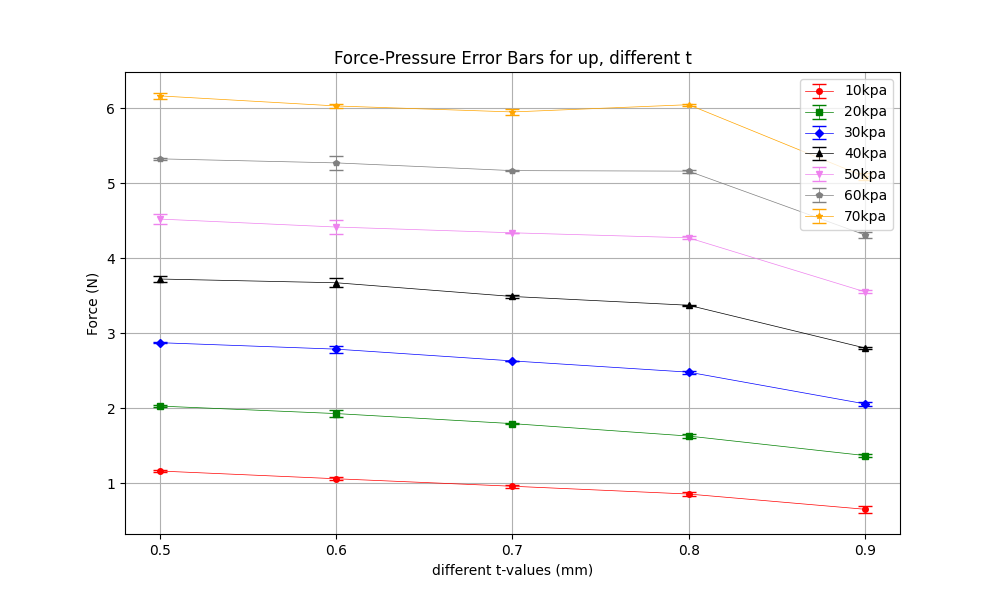 Force-Pressure Error Bars for up, different t
10kpa
20kpa
30kpa
40kpa
50kpa
60kpa
70kpa
6
5
4
3
2
1
Force (N)
0.5 0.6 0.7 0.8 0.9
different t-values (mm)